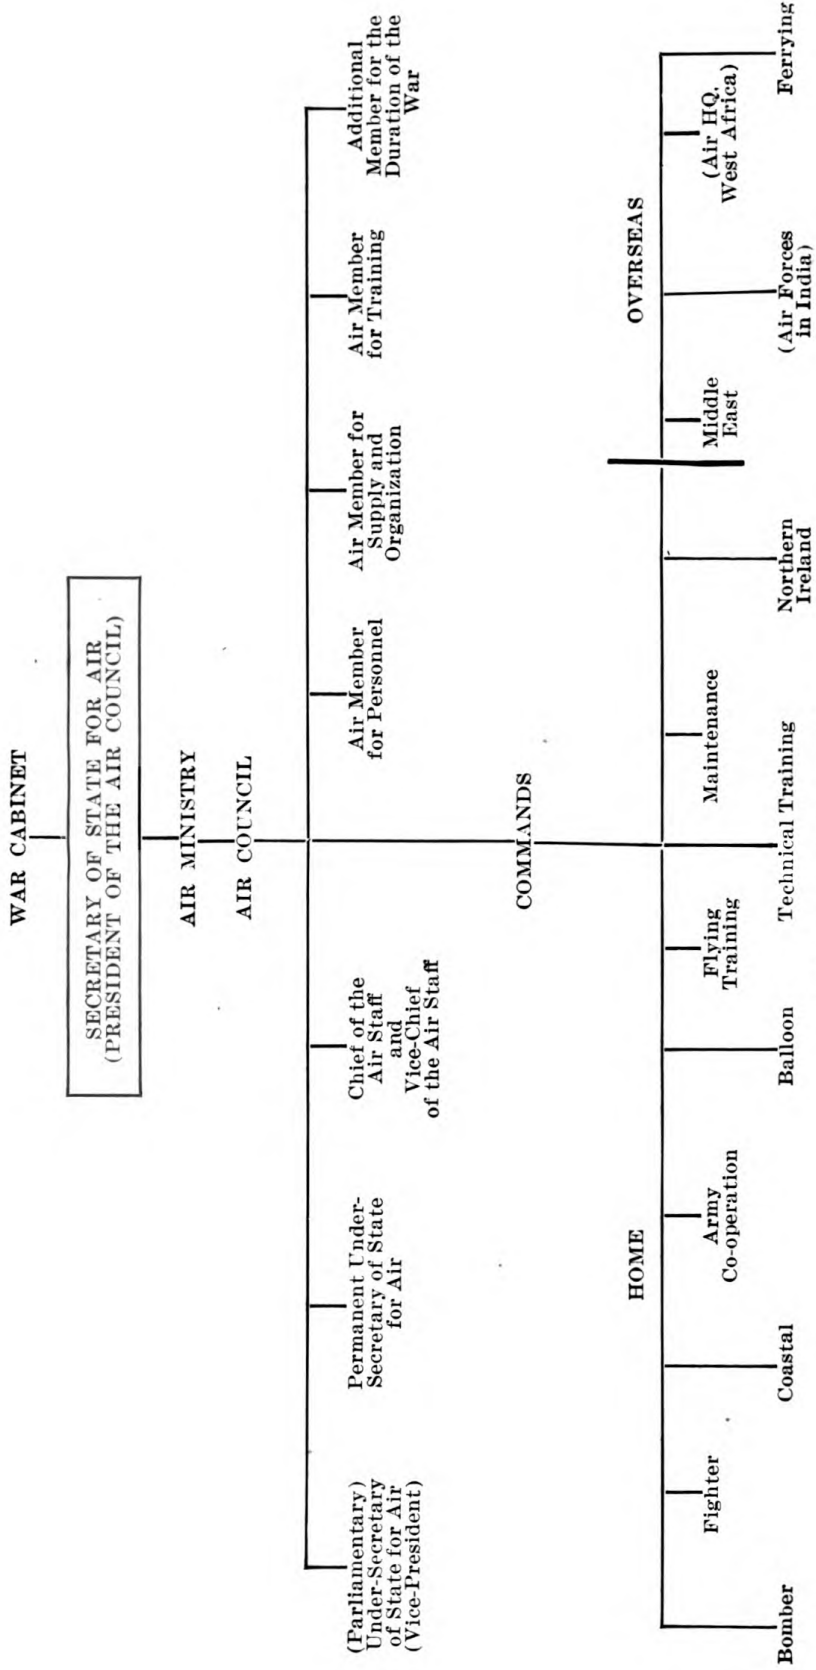 WAR CABINET
SECRETARY OF STATE FOR AIR
(PRESIDENT OF THE AIR COUNCIL)
AIR MINISTRY
AIR COUNCIL
(Parliamentary)
Under-Secretary
of State for Air
(Vice-President)
Permanent Under-
Secretary of State
for Air
Chief of the
Air Staff
and
Vice-Chief
of the Air Staff
Air Member
for Personnel
Air Member for
Supply and
Organization
Air Member
for Training
Additional
Member for the
Duration of the
War
COMMANDS
HOME
OVERSEAS
Bomber
Fighter
Coastal
Army
Co-operation
Balloon
Flying
Training
Technical Training
Maintenance
Northern
Ireland
Middle
East
(Air Forces
in India)
(Air HQ,
West Africa)
Ferrying